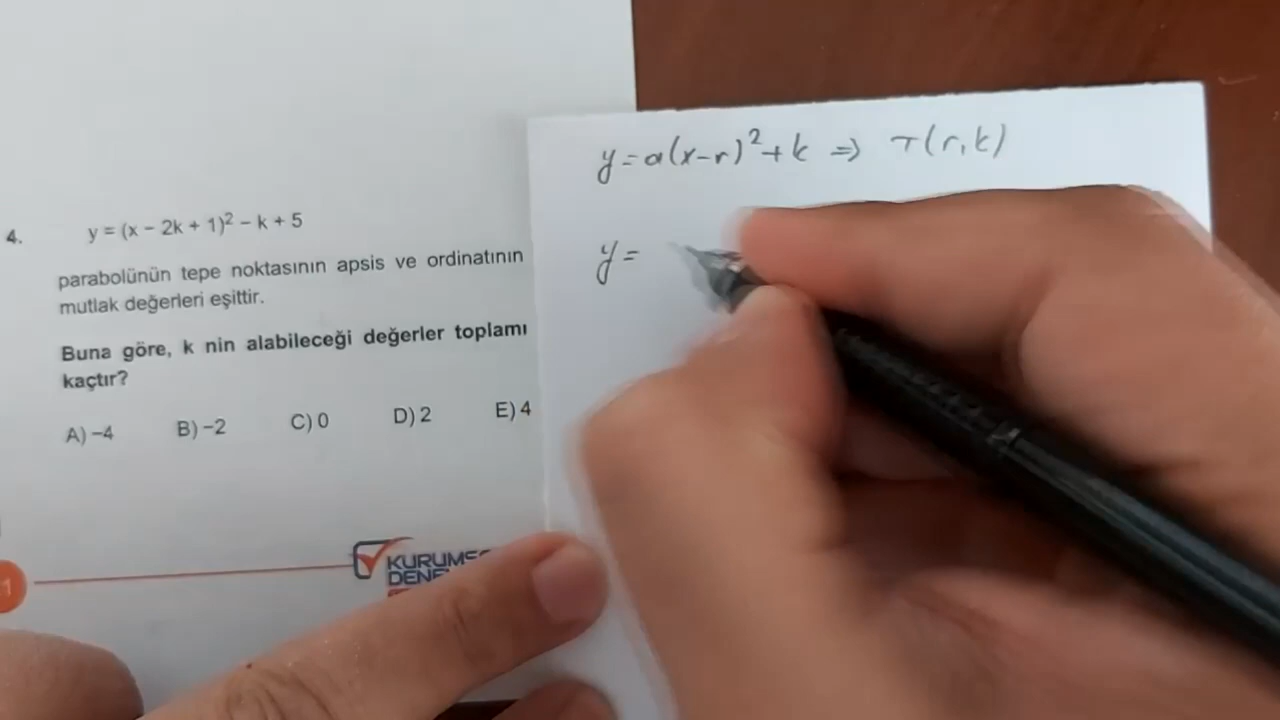 4. y = (x − 2k + 1)² − k + 5
parabolünün tepe noktasının apsis ve ordinatının
mutlak değerleri eşittir.
Buna göre, k nin alabileceği değerler toplamı
kaçtır?
A) −4 B) −2 C) 0 D) 2 E) 4
1
KURUMS
DENE
y = a(x−r)² + k ⇒ T(r,k)
y =